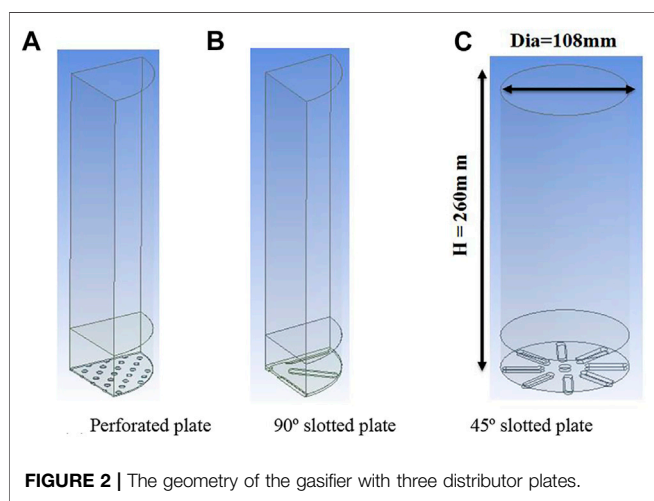 A
B
C
Dia=108mm
H = 260m m
Perforated plate
90º slotted plate
45º slotted plate
FIGURE 2 | The geometry of the gasifier with three distributor plates.